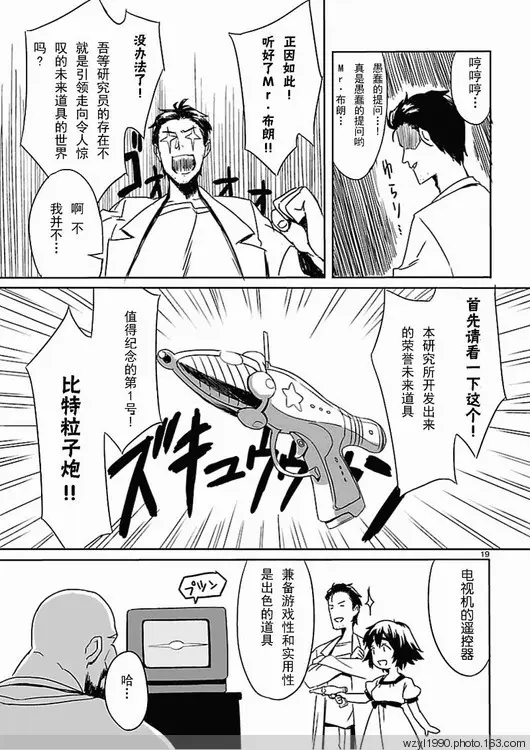 哼哼哼…
愚蠢的提问!
真是愚蠢的提问哟
Mr·布朗…
ゆらり…
正因如此!
听好了Mr·布朗!!
没办法了!
吾等研究员的存在不
就是引领走向令人惊
叹的未来道具的世界
吗?
啊 不
我并不…
ゴオオオオ
首先请看一下这个!
本研究所开发出来
的荣誉未来道具
值得纪念的第1号!
比特粒子炮!!
ズキュゥゥゥン
19
电视机的遥控器
兼备游戏性和实用性
是出色的道具
プツン
哈…
wzyl1990.photo.163.com